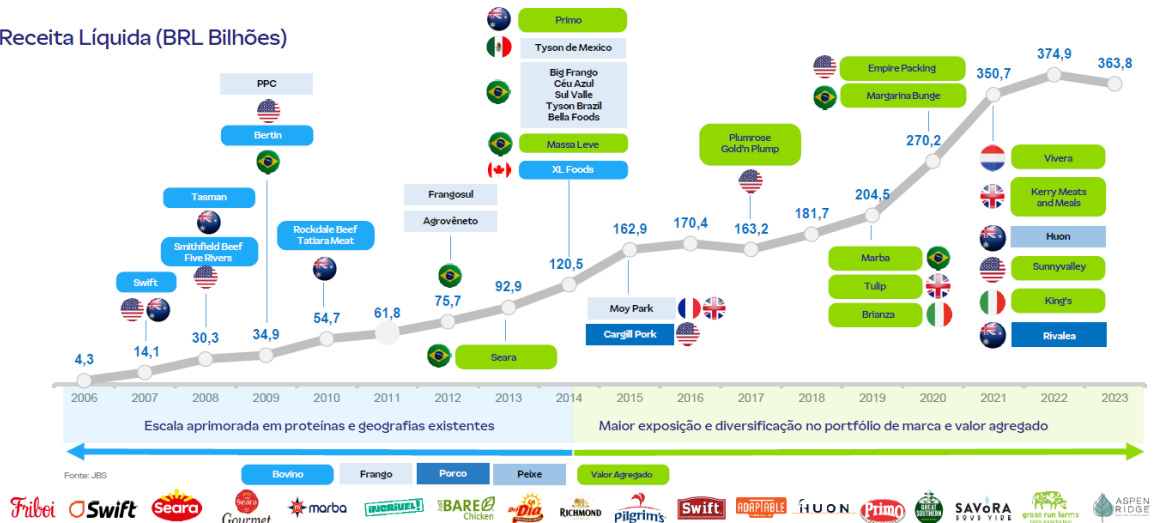 Receita Líquida (BRL Bilhões)
PPC
Bertin
Tasman
Smithfield Beef
Five Rivers
Swift
Rockdale Beef
Tatiara Meat
Frangosul
Agrovêneto
Seara
Primo
Tyson de Mexico
Big Frango
Céu Azul
Sul Valle
Tyson Brazil
Bella Foods
Massa Leve
XL Foods
Moy Park
Cargill Pork
Plumrose
Gold'n Plump
Empire Packing
Margarina Bunge
Marba
Tulip
Brianza
Vivera
Kerry Meats
and Meals
Huon
Sunnyvalley
King's
Rivalea
4,3
14,1
30,3
34,9
54,7
61,8
75,7
92,9
120,5
162,9
170,4
163,2
181,7
204,5
270,2
350,7
374,9
363,8
2006 2007 2008 2009 2010 2011 2012 2013 2014 2015 2016 2017 2018 2019 2020 2021 2022 2023
Escala aprimorada em proteínas e geografias existentes
Maior exposição e diversificação no portfólio de marca e valor agregado
Fonte: JBS
Bovino Frango Porco Peixe Valor Agregado
Friboi
Swift
Seara
Seara
Gourmet
marba
INCRÍVEL!
BARE
Chicken
Del Dia
RICHMOND
Pilgrim's
Swift.
ADAPTABLE
HUON
Primo
GREAT
SOUTHERN
SAVORA
SOUS VIDE
grass run farms
ASPEN
RIDGE